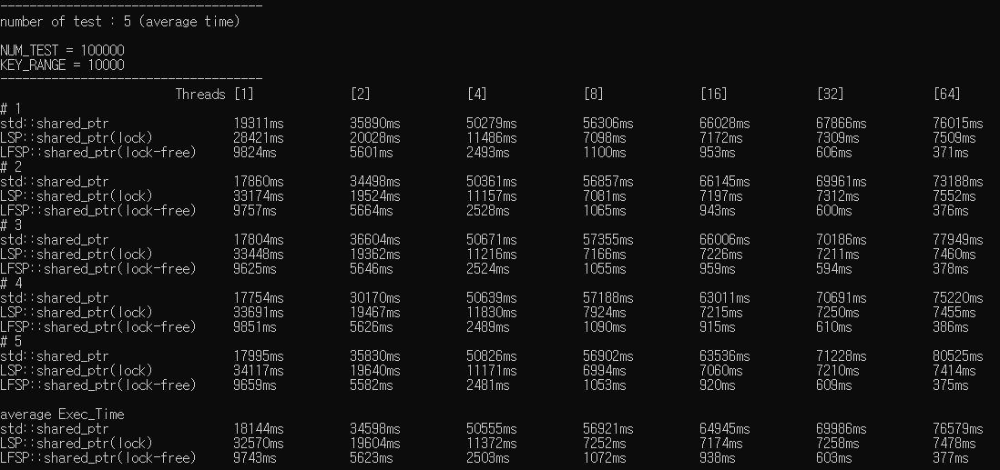 ------------------------------------
number of test : 5 (average time)
NUM_TEST = 100000
KEY_RANGE = 10000
------------------------------------
Threads [1] [2] [4] [8] [16] [32] [64]
# 1
std::shared_ptr 19311ms 35890ms 50279ms 56306ms 66028ms 67866ms 76015ms
LSP::shared_ptr(lock) 28421ms 20028ms 11486ms 7098ms 7172ms 7309ms 7509ms
LFSP::shared_ptr(lock-free) 9824ms 5601ms 2493ms 1100ms 953ms 606ms 371ms
# 2
std::shared_ptr 17860ms 34498ms 50361ms 56857ms 66145ms 69961ms 73188ms
LSP::shared_ptr(lock) 33174ms 19524ms 11157ms 7081ms 7197ms 7312ms 7552ms
LFSP::shared_ptr(lock-free) 9757ms 5664ms 2528ms 1065ms 943ms 600ms 376ms
# 3
std::shared_ptr 17804ms 36604ms 50671ms 57355ms 66006ms 70186ms 77949ms
LSP::shared_ptr(lock) 33448ms 19362ms 11216ms 7166ms 7226ms 7211ms 7460ms
LFSP::shared_ptr(lock-free) 9625ms 5646ms 2524ms 1055ms 959ms 594ms 378ms
# 4
std::shared_ptr 17754ms 30170ms 50639ms 57188ms 63011ms 70691ms 75220ms
LSP::shared_ptr(lock) 33691ms 19467ms 11830ms 7924ms 7215ms 7250ms 7455ms
LFSP::shared_ptr(lock-free) 9851ms 5626ms 2489ms 1090ms 915ms 610ms 386ms
# 5
std::shared_ptr 17995ms 35830ms 50826ms 56902ms 63536ms 71228ms 80525ms
LSP::shared_ptr(lock) 34117ms 19640ms 11171ms 6994ms 7060ms 7210ms 7414ms
LFSP::shared_ptr(lock-free) 9659ms 5582ms 2481ms 1053ms 920ms 609ms 375ms
average Exec_Time
std::shared_ptr 18144ms 34598ms 50555ms 56921ms 64945ms 69986ms 76579ms
LSP::shared_ptr(lock) 32570ms 19604ms 11372ms 7252ms 7174ms 7258ms 7478ms
LFSP::shared_ptr(lock-free) 9743ms 5623ms 2503ms 1072ms 938ms 603ms 377ms